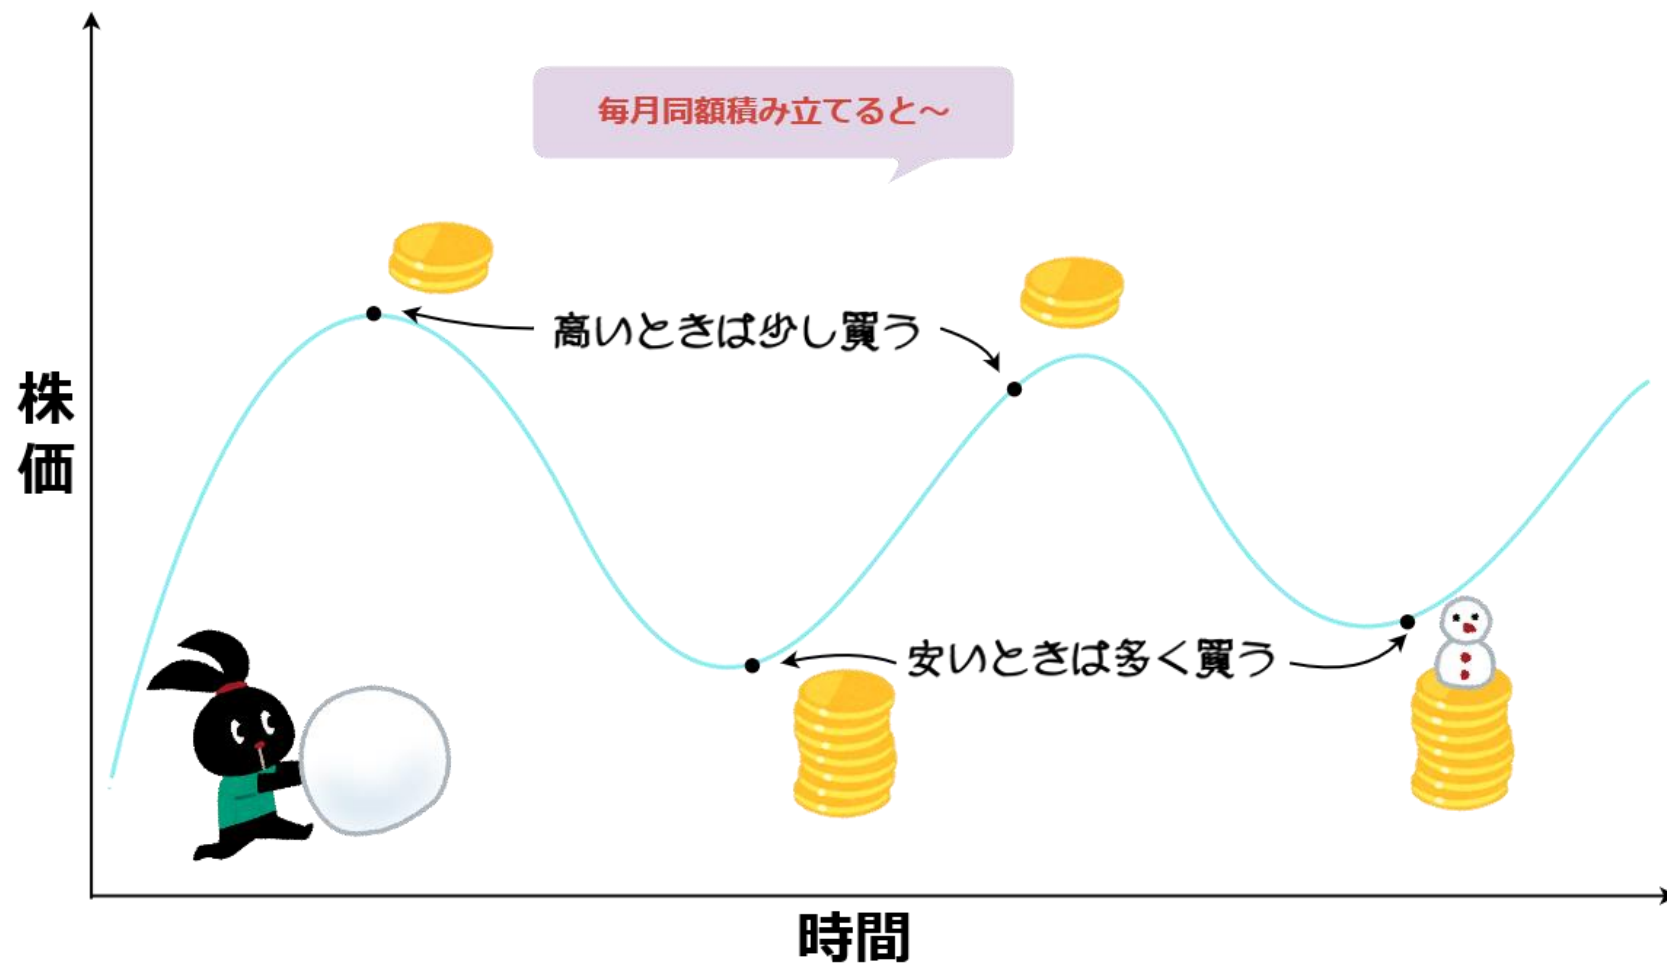 毎月同額積み立てると～
高いときは少し買う
株価
安いときは多く買う
時間